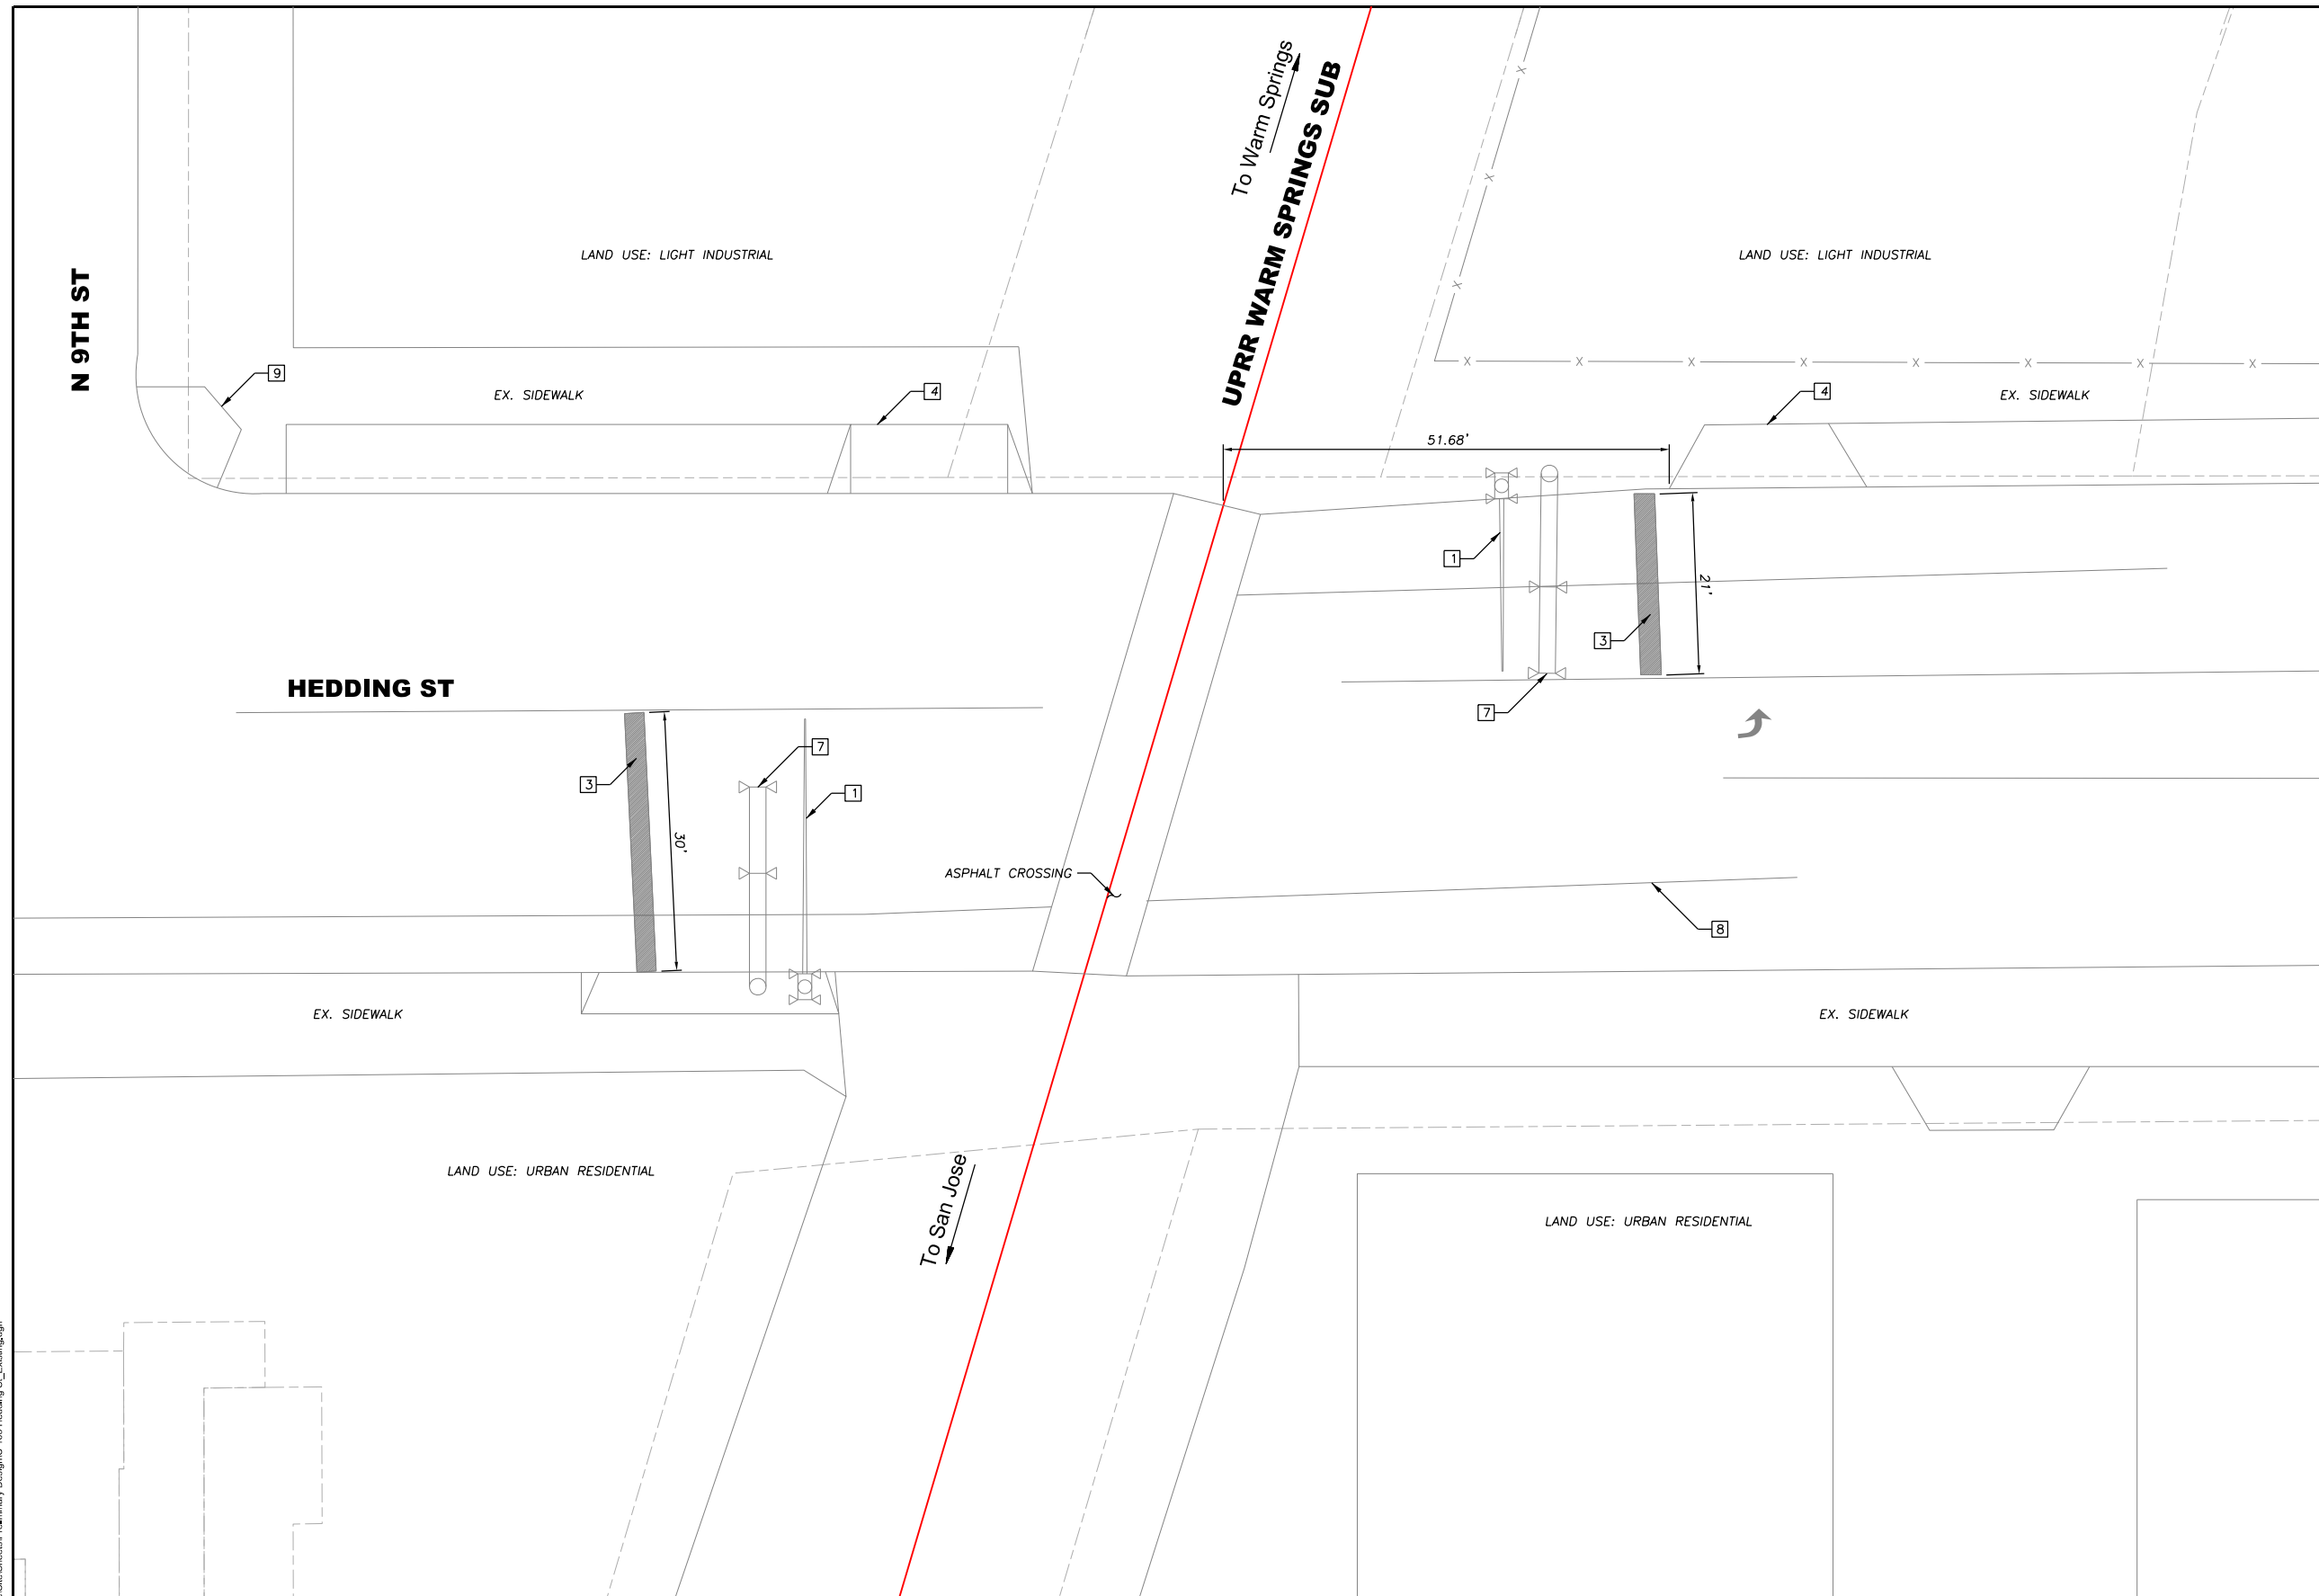 To Warm Springs
UPRR WARM SPRINGS SUB
N 9TH ST
LAND USE: LIGHT INDUSTRIAL
LAND USE: LIGHT INDUSTRIAL
9
EX. SIDEWALK
4
4
EX. SIDEWALK
51.68'
1
21'
3
HEDDING ST
7
7
3
1
30'
ASPHALT CROSSING
8
EX. SIDEWALK
EX. SIDEWALK
LAND USE: URBAN RESIDENTIAL
To San Jose
LAND USE: URBAN RESIDENTIAL